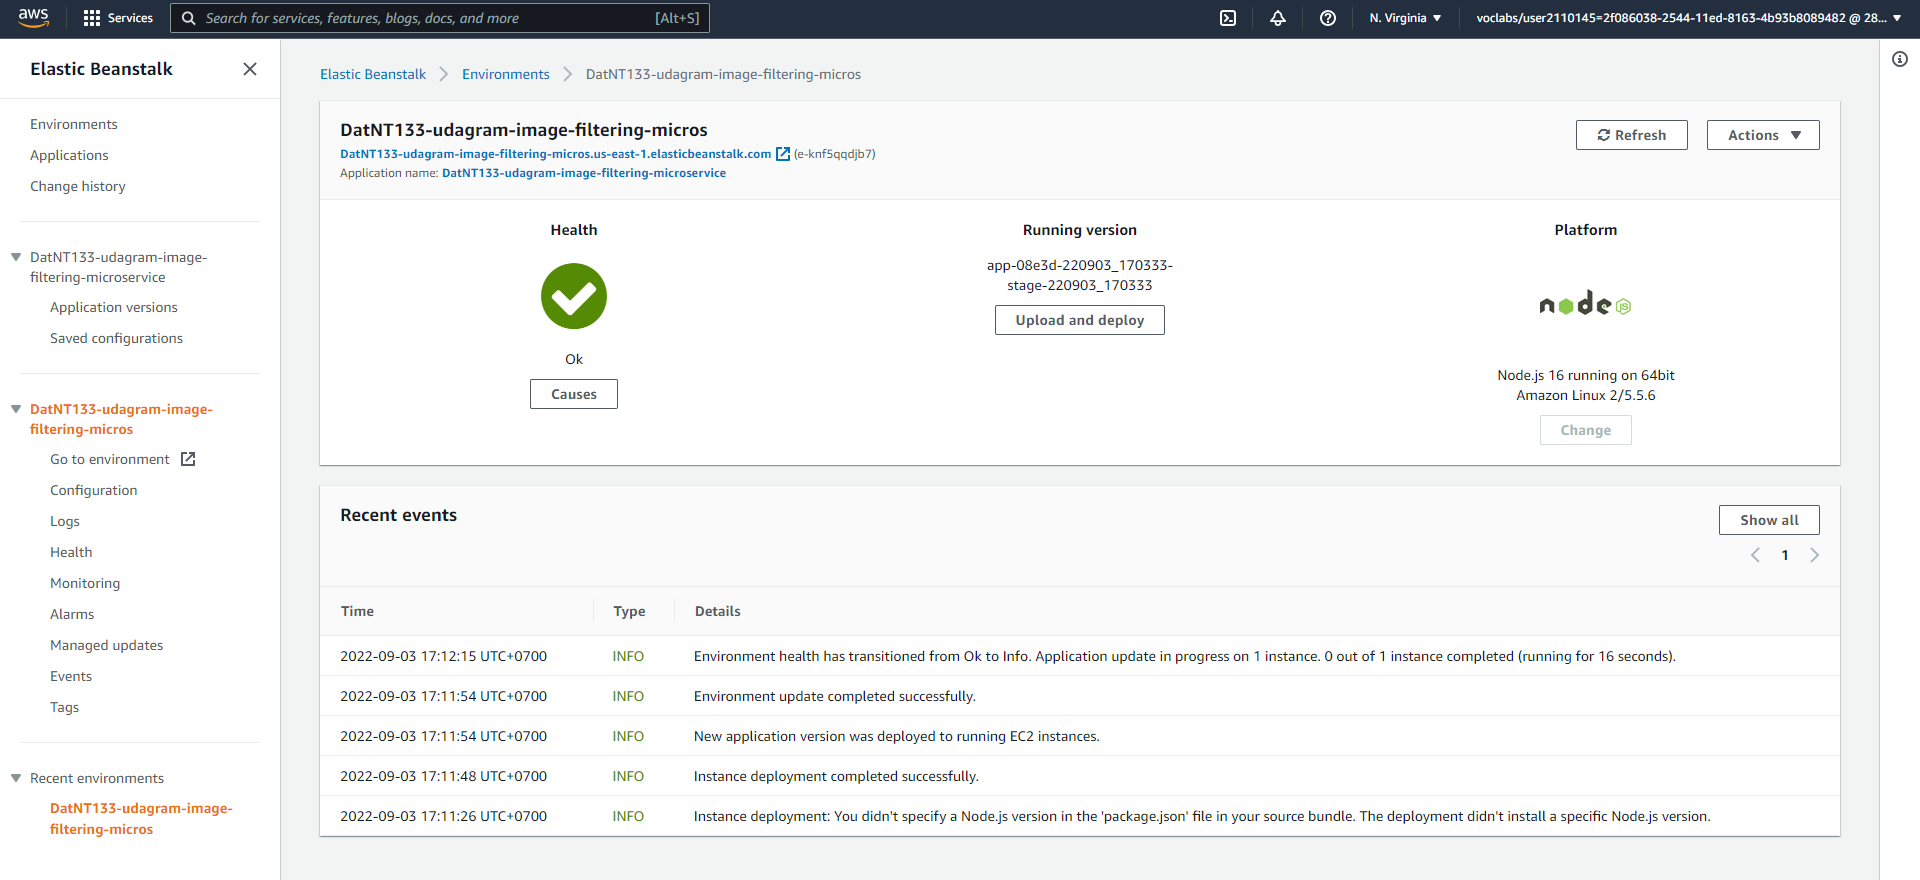 aws
Services
Search for services, features, blogs, docs, and more
[Alt+S]
N. Virginia
voclabs/user2110145=2f086038-2544-11ed-8163-4b93b8089482 @ 28...
Elastic Beanstalk
Environments
Applications
Change history
DatNT133-udagram-image-
filtering-microservice
Application versions
Saved configurations
DatNT133-udagram-image-
filtering-micros
Go to environment
Configuration
Logs
Health
Monitoring
Alarms
Managed updates
Events
Tags
Recent environments
DatNT133-udagram-image-
filtering-micros
Elastic Beanstalk
Environments
DatNT133-udagram-image-filtering-micros
DatNT133-udagram-image-filtering-micros
DatNT133-udagram-image-filtering-micros.us-east-1.elasticbeanstalk.com (e-knf5qqdjb7)
Application name: DatNT133-udagram-image-filtering-microservice
Refresh
Actions
Health
Ok
Causes
Running version
app-08e3d-220903_170333-
stage-220903_170333
Upload and deploy
Platform
node JS
Node.js 16 running on 64bit
Amazon Linux 2/5.5.6
Change
Recent events
Show all
1
Time Type Details
2022-09-03 17:12:15 UTC+0700 INFO Environment health has transitioned from Ok to Info. Application update in progress on 1 instance. 0 out of 1 instance completed (running for 16 seconds).
2022-09-03 17:11:54 UTC+0700 INFO Environment update completed successfully.
2022-09-03 17:11:54 UTC+0700 INFO New application version was deployed to running EC2 instances.
2022-09-03 17:11:48 UTC+0700 INFO Instance deployment completed successfully.
2022-09-03 17:11:26 UTC+0700 INFO Instance deployment: You didn't specify a Node.js version in the 'package.json' file in your source bundle. The deployment didn't install a specific Node.js version.